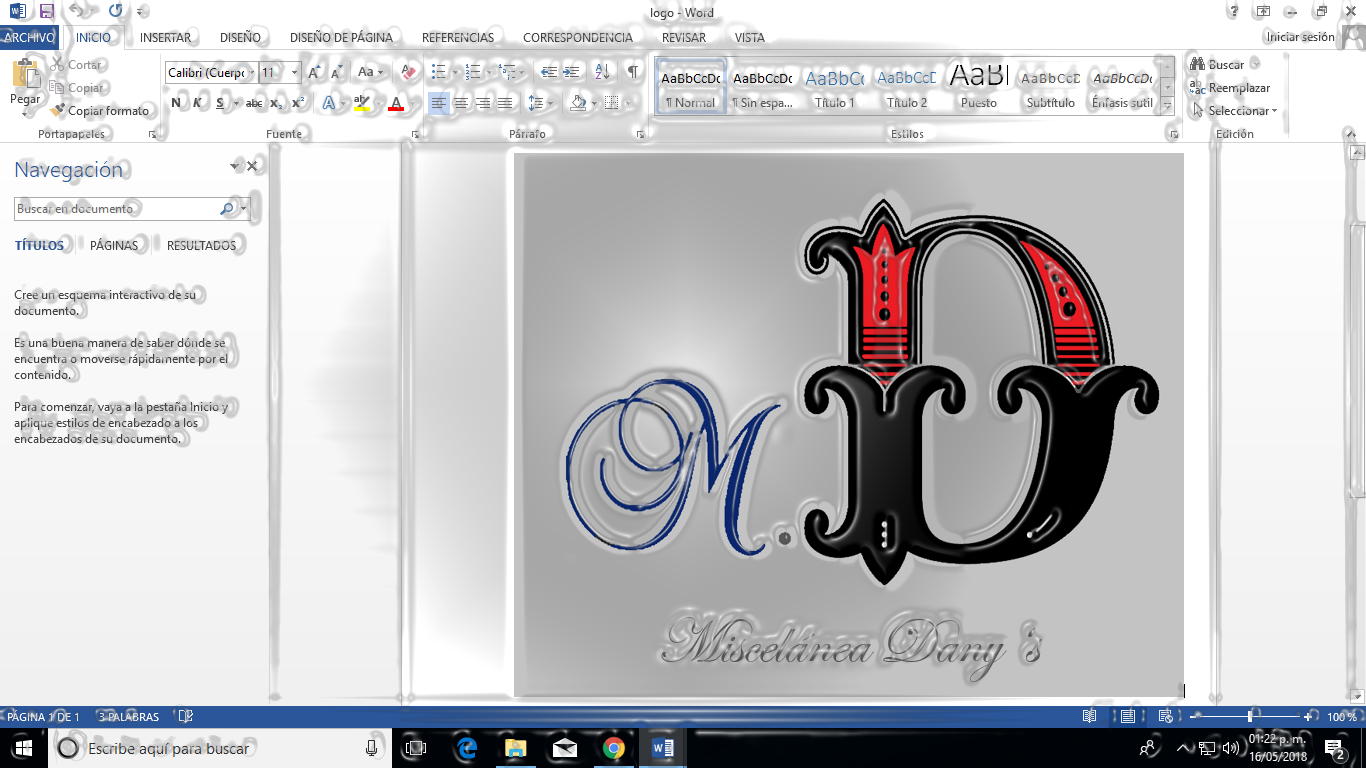 logo - Word
ARCHIVO INICIO INSERTAR DISEÑO DISEÑO DE PÁGINA REFERENCIAS CORRESPONDENCIA REVISAR VISTA Iniciar sesión
Pegar
Cortar
Copiar
Copiar formato
Portapapeles
Calibri (Cuerpo 11
N K S abc x₂ x²
Fuente
Párrafo
AaBbCcDc AaBbCcDc AaBbCc AaBbCcE AaBl AaBbCcD AaBbCcDc
¶ Normal ¶ Sin espa... Título 1 Título 2 Puesto Subtítulo Énfasis sutil
Estilos
Buscar
Reemplazar
Seleccionar
Edición
Navegación
Buscar en documento
TÍTULOS PÁGINAS RESULTADOS
Cree un esquema interactivo de su
documento.
Es una buena manera de saber dónde se
encuentra o moverse rápidamente por el
contenido.
Para comenzar, vaya a la pestaña Inicio y
aplique estilos de encabezado a los
encabezados de su documento.
M. D
Miscelánea Dany 's
PÁGINA 1 DE 1 3 PALABRAS 100 %
Escribe aquí para buscar
01:22 p. m.
16/05/2018
2